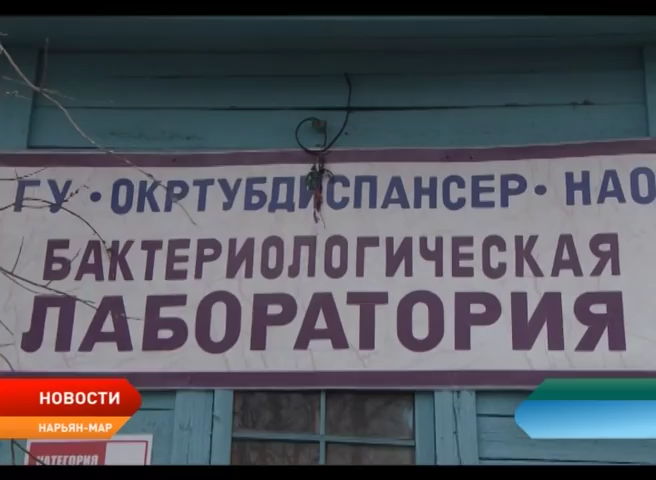 ГУ • ОКРТУБДИСПАНСЕР • НАО
БАКТЕРИОЛОГИЧЕСКАЯ
ЛАБОРАТОРИЯ
НОВОСТИ
НАРЬЯН-МАР
КАТЕГОРИЯ